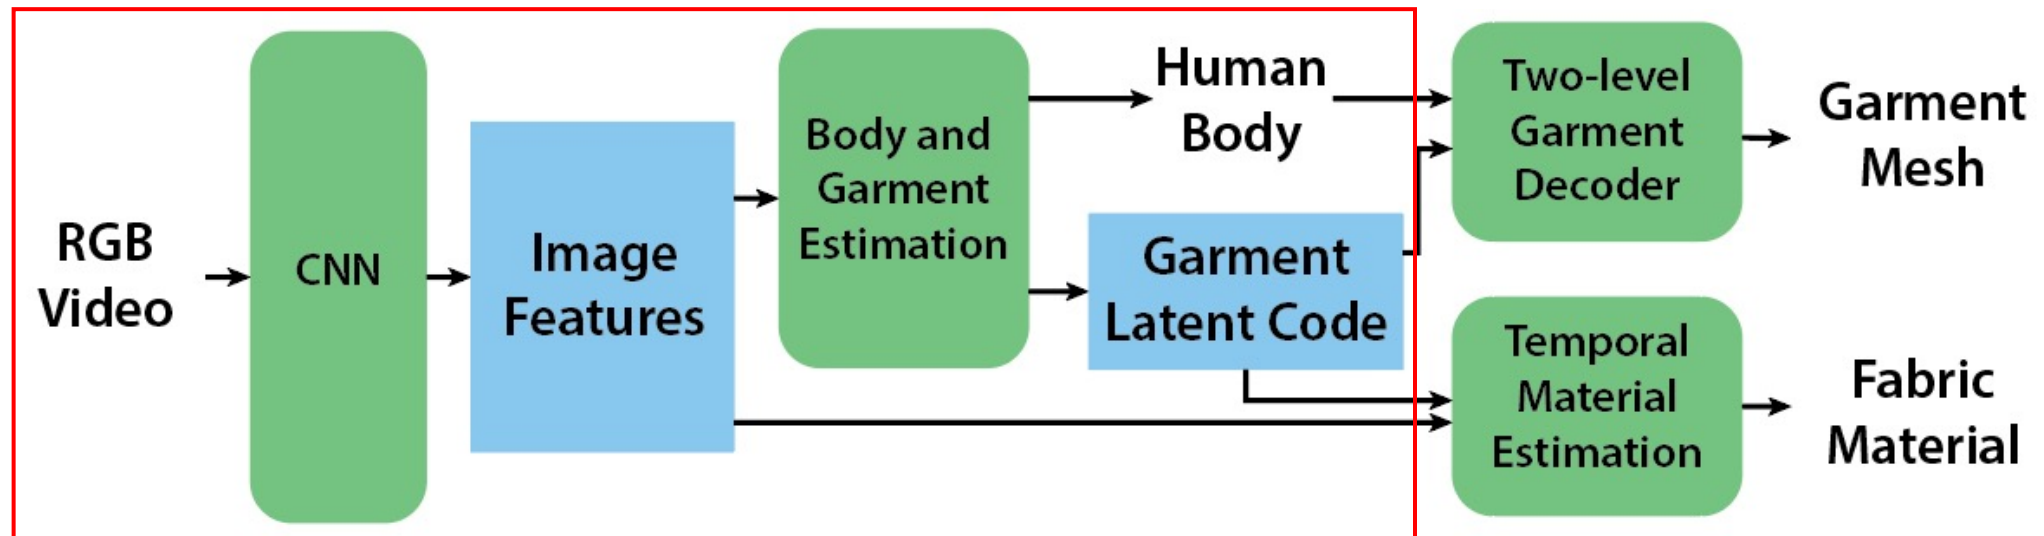 RGB
Video
CNN
Image
Features
Body and
Garment
Estimation
Human
Body
Garment
Latent Code
Two-level
Garment
Decoder
Garment
Mesh
Temporal
Material
Estimation
Fabric
Material